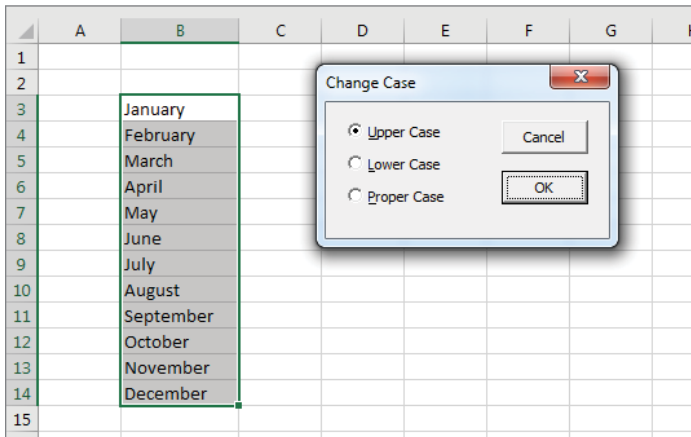 A B C D E F G
1
2
Change Case
X
3 January
4 February
Upper Case
Cancel
5 March
Lower Case
6 April
Proper Case
OK
7 May
8 June
9 July
10 August
11 September
12 October
13 November
14 December
15